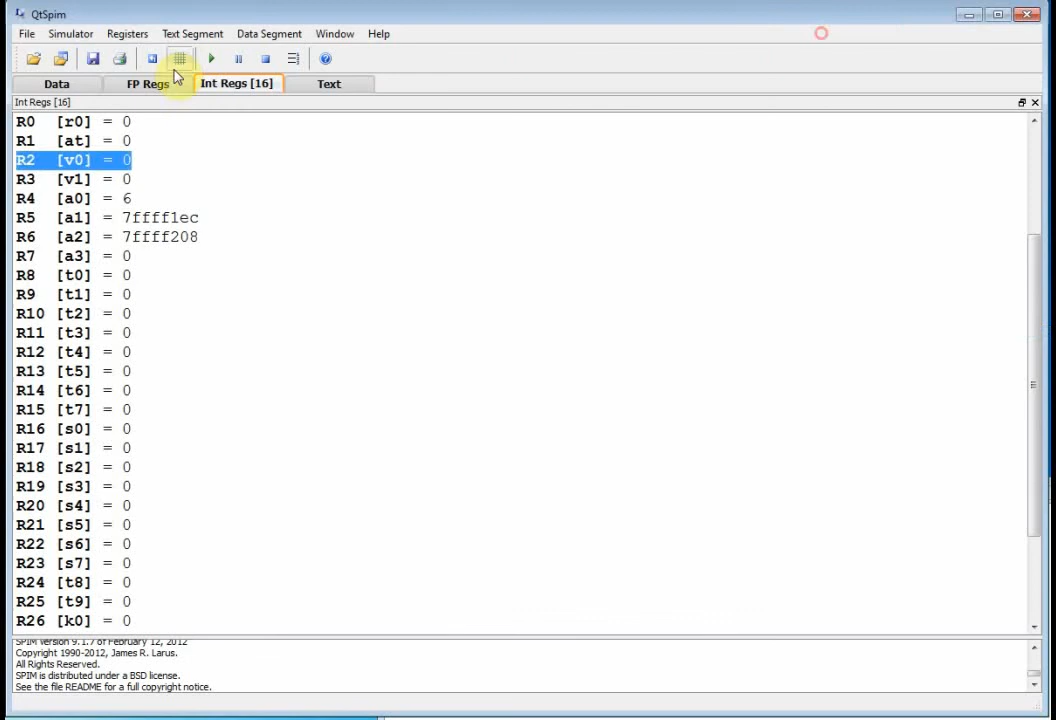 QtSpim
File Simulator Registers Text Segment Data Segment Window Help
Data FP Regs Int Regs [16] Text
Int Regs [16]
R0 [r0] = 0
R1 [at] = 0
R2 [v0] = 0
R3 [v1] = 0
R4 [a0] = 6
R5 [a1] = 7ffff1ec
R6 [a2] = 7ffff208
R7 [a3] = 0
R8 [t0] = 0
R9 [t1] = 0
R10 [t2] = 0
R11 [t3] = 0
R12 [t4] = 0
R13 [t5] = 0
R14 [t6] = 0
R15 [t7] = 0
R16 [s0] = 0
R17 [s1] = 0
R18 [s2] = 0
R19 [s3] = 0
R20 [s4] = 0
R21 [s5] = 0
R22 [s6] = 0
R23 [s7] = 0
R24 [t8] = 0
R25 [t9] = 0
R26 [k0] = 0
SPIM Version 9.1.7 of February 12, 2012
Copyright 1990-2012, James R. Larus.
All Rights Reserved.
SPIM is distributed under a BSD license.
See the file README for a full copyright notice.